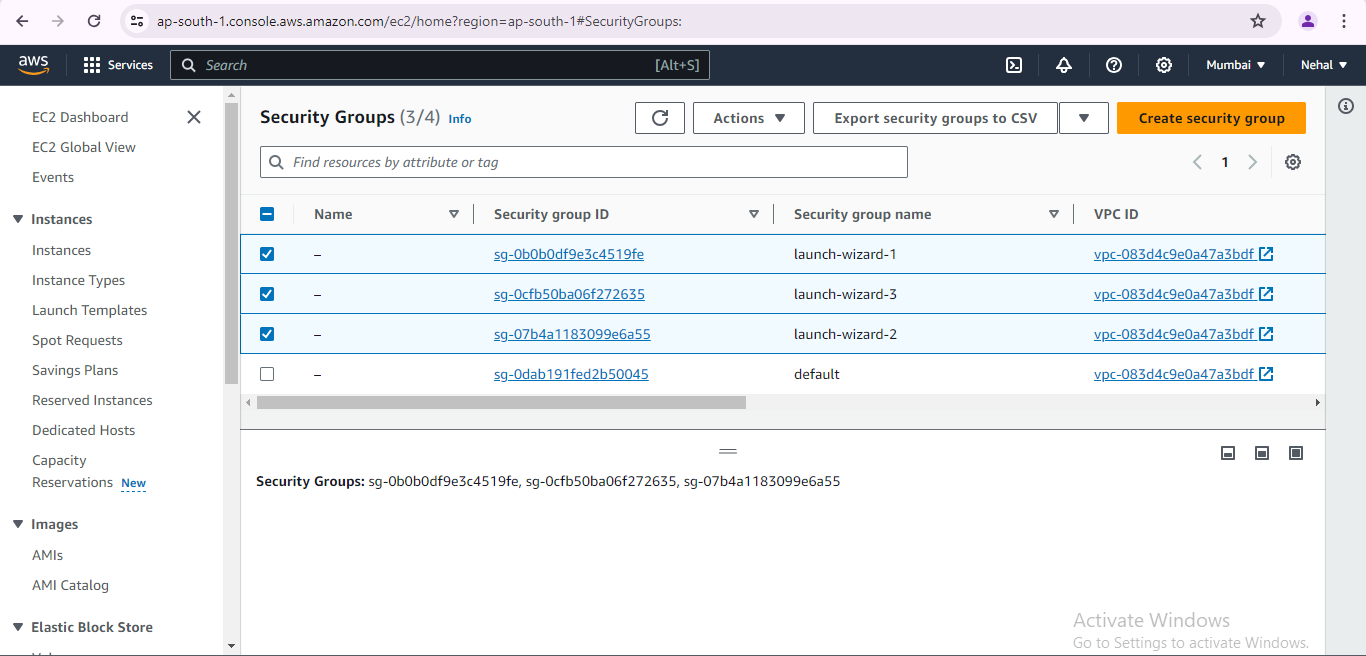 ap-south-1.console.aws.amazon.com/ec2/home?region=ap-south-1#SecurityGroups:
aws Services Search [Alt+S] Mumbai Nehal
EC2 Dashboard
EC2 Global View
Events
Instances
Instances
Instance Types
Launch Templates
Spot Requests
Savings Plans
Reserved Instances
Dedicated Hosts
Capacity
Reservations New
Images
AMIs
AMI Catalog
Elastic Block Store
Security Groups (3/4) Info Actions Export security groups to CSV Create security group
Find resources by attribute or tag 1
Name Security group ID Security group name VPC ID
– sg-0b0b0df9e3c4519fe launch-wizard-1 vpc-083d4c9e0a47a3bdf
– sg-0cfb50ba06f272635 launch-wizard-3 vpc-083d4c9e0a47a3bdf
– sg-07b4a1183099e6a55 launch-wizard-2 vpc-083d4c9e0a47a3bdf
– sg-0dab191fed2b50045 default vpc-083d4c9e0a47a3bdf
Security Groups: sg-0b0b0df9e3c4519fe, sg-0cfb50ba06f272635, sg-07b4a1183099e6a55
Activate Windows
Go to Settings to activate Windows.